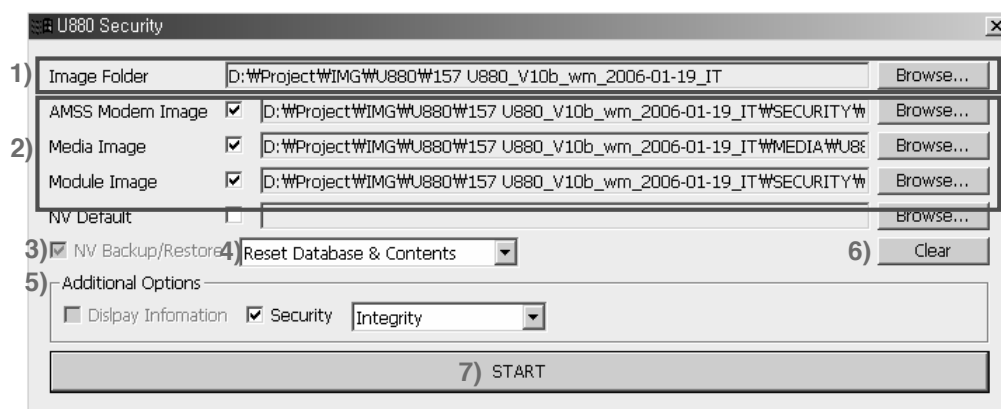 U880 Security
1) Image Folder D:₩Project₩IMG₩U880₩157 U880_V10b_wm_2006-01-19_IT Browse...
AMSS Modem Image D:₩Project₩IMG₩U880₩157 U880_V10b_wm_2006-01-19_IT₩SECURITY₩ Browse...
2) Media Image D:₩Project₩IMG₩U880₩157 U880_V10b_wm_2006-01-19_IT₩MEDIA₩U88 Browse...
Module Image D:₩Project₩IMG₩U880₩157 U880_V10b_wm_2006-01-19_IT₩SECURITY₩ Browse...
NV Default Browse...
3) NV Backup/Restore 4) Reset Database & Contents 6) Clear
5) Additional Options
Dislpay Infomation Security Integrity
7) START